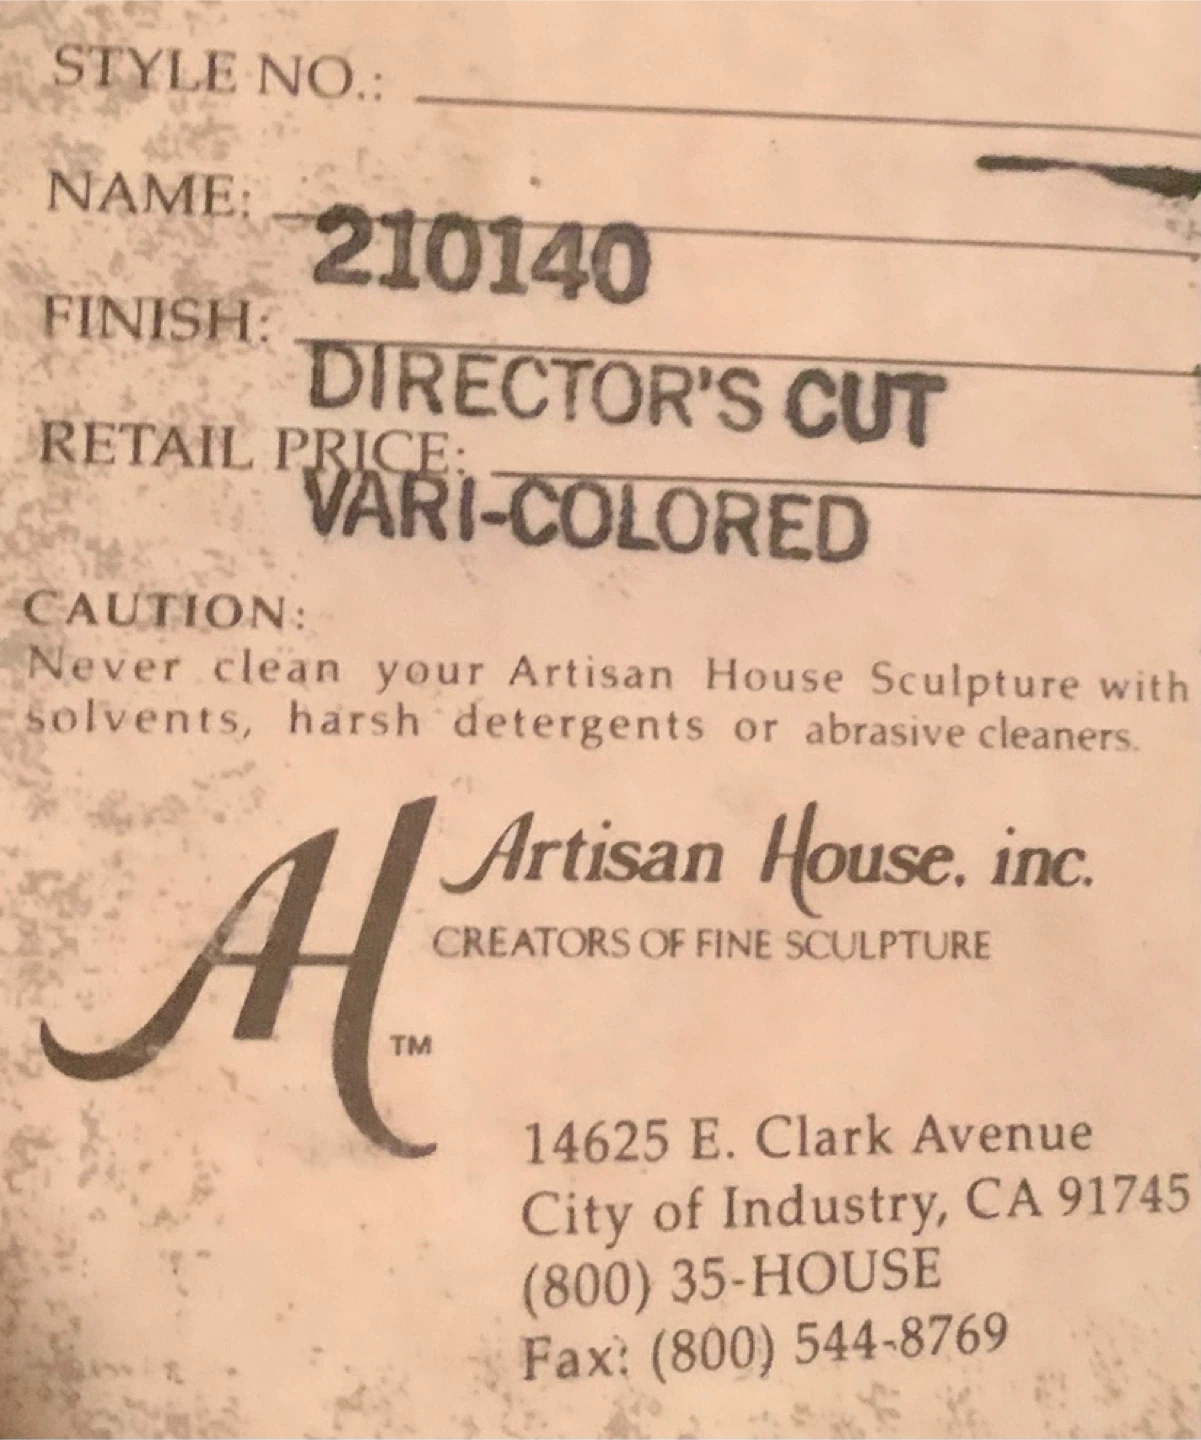 STYLE NO.:
NAME:
210140
FINISH:
DIRECTOR'S CUT
RETAIL PRICE:
VARI-COLORED
CAUTION:
Never clean your Artisan House Sculpture with
solvents, harsh detergents or abrasive cleaners.
AH
Artisan House, inc.
CREATORS OF FINE SCULPTURE
TM
14625 E. Clark Avenue
City of Industry, CA 91745
(800) 35-HOUSE
Fax: (800) 544-8769